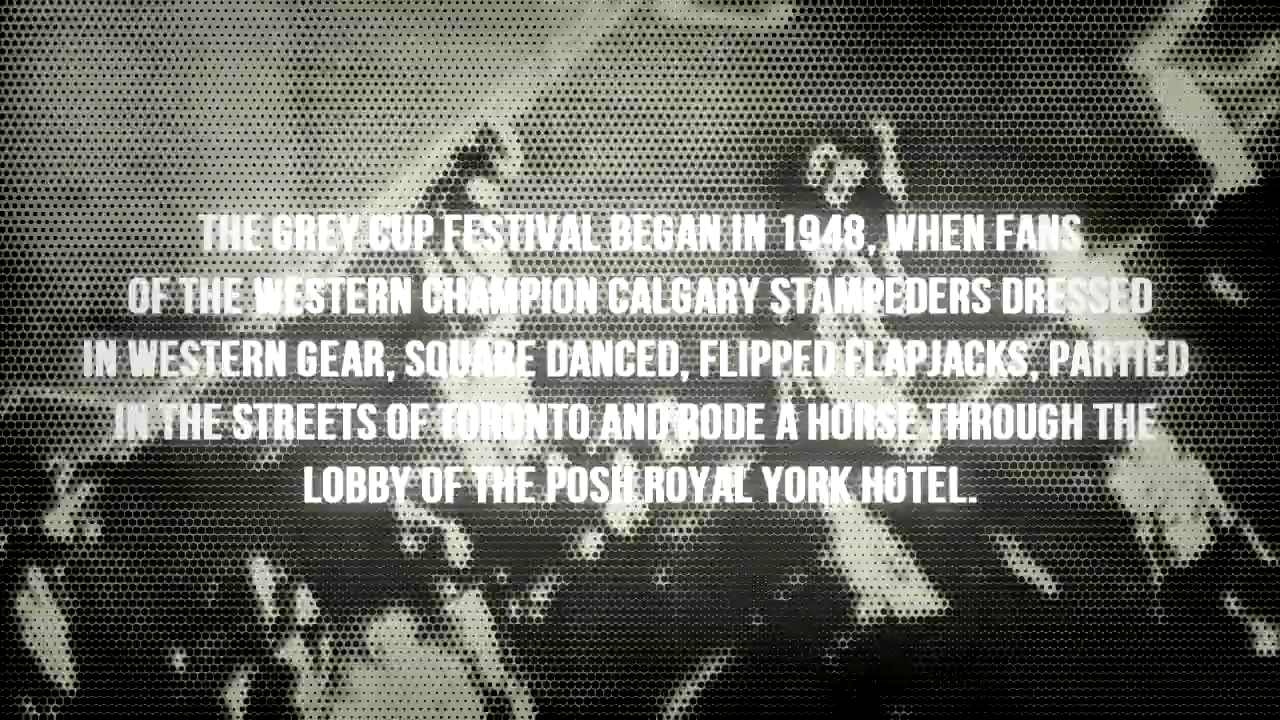 THE GREY CUP FESTIVAL BEGAN IN 1948, WHEN FANS
OF THE WESTERN CHAMPION CALGARY STAMPEDERS DRESSED
IN WESTERN GEAR, SQUARE DANCED, FLIPPED FLAPJACKS, PARTIED
IN THE STREETS OF TORONTO AND RODE A HORSE THROUGH THE
LOBBY OF THE POSH ROYAL YORK HOTEL.